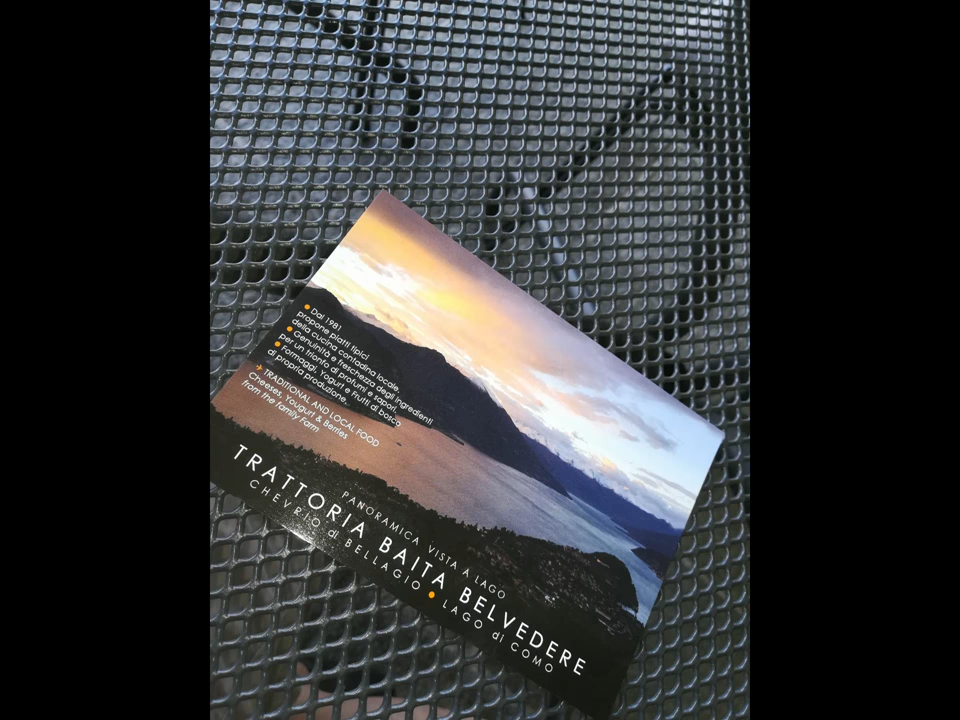 • Dal 1981
propone piatti tipici
della cucina contadina locale.
• Genuinità e freschezza degli ingredienti
per un trionfo di profumi e sapori.
• Formaggi, Yogurt e Frutti di bosco
di propria produzione.
+ TRADITIONAL AND LOCAL FOOD
Cheeses, Yougurt & Berries
from the family Farm
PANORAMICA VISTA A LAGO
TRATTORIA BAITA BELVEDERE
CHEVRIO di BELLAGIO • LAGO di COMO